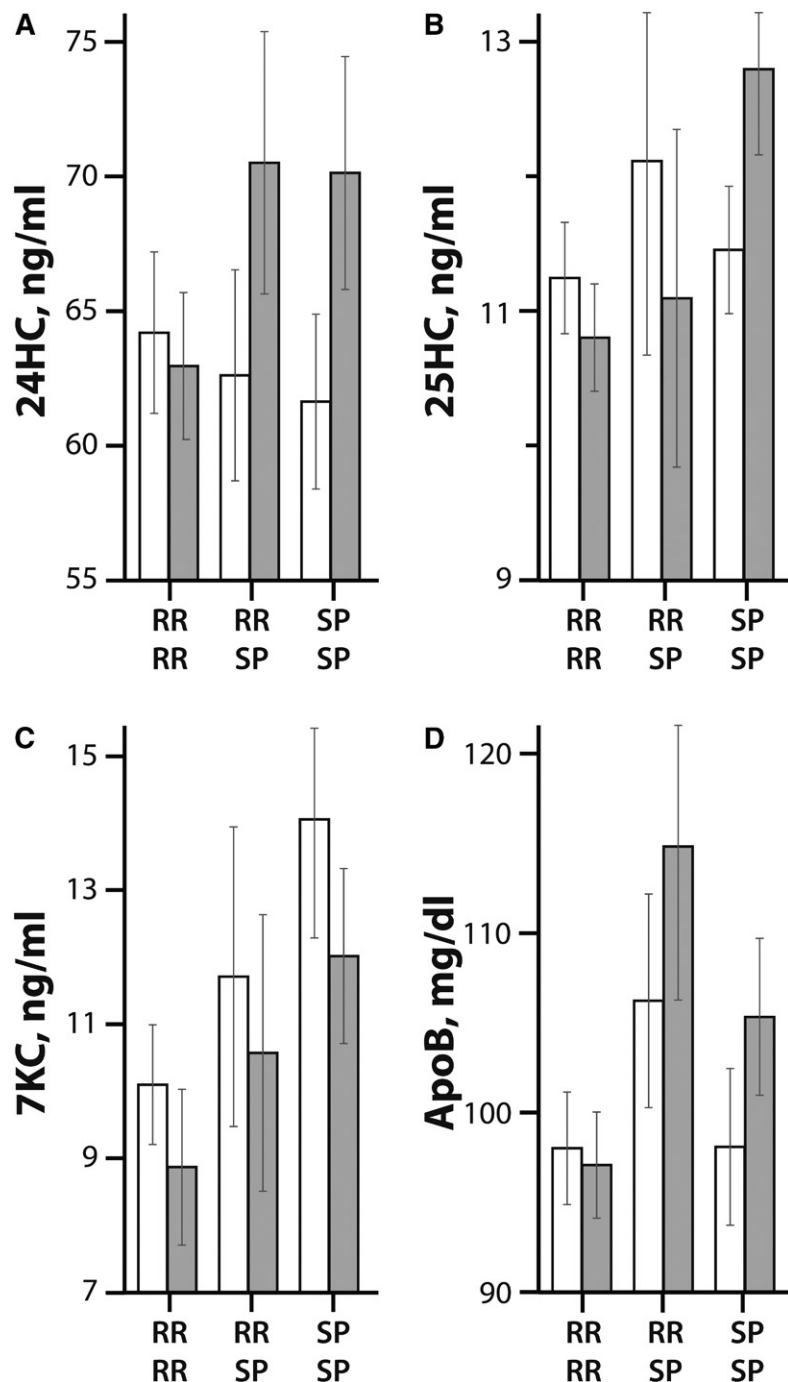 A
24HC, ng/ml
75
70
65
60
55
RR RR SP
RR SP SP
B
25HC, ng/ml
13
11
9
RR RR SP
RR SP SP
C
7KC, ng/ml
15
13
11
9
7
RR RR SP
RR SP SP
D
ApoB, mg/dl
120
110
100
90
RR RR SP
RR SP SP